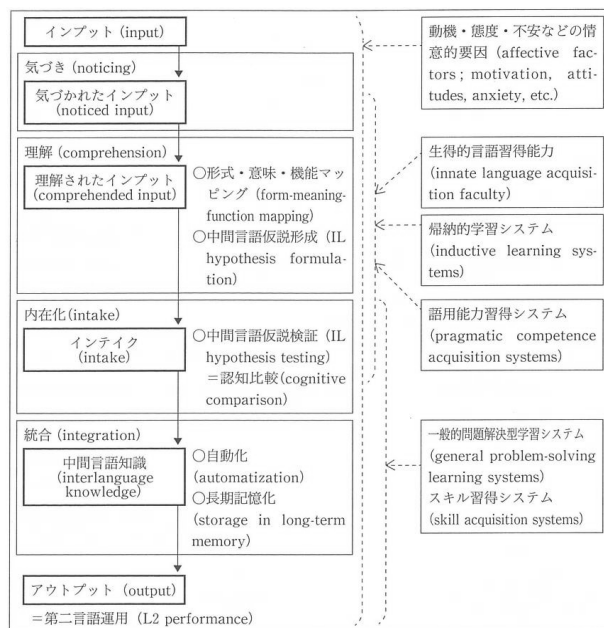 インプット (input)
気づき (noticing)
気づかれたインプット
(noticed input)
理解 (comprehension)
理解されたインプット
(comprehended input)
○形式・意味・機能マッ
ピング (form-meaning-
function mapping)
○中間言語仮説形成 (IL
hypothesis formula-
tion)
内在化 (intake)
インテイク
(intake)
○中間言語仮説検証 (IL
hypothesis testing)
=認知比較 (cognitive
comparison)
統合 (integration)
中間言語知識
(interlanguage
knowledge)
○自動化
(automatization)
○長期記憶化
(storage in long-term
memory)
アウトプット (output)
=第二言語運用 (L2 performance)
動機・態度・不安などの情
意的要因 (affective fac-
tors ; motivation, atti-
tudes, anxiety, etc.)
生得的言語習得能力
(innate language acquisi-
tion faculty)
帰納的学習システム
(inductive learning sys-
tems)
語用能力習得システム
(pragmatic competence
acquisition systems)
一般的問題解決型学習システム
(general problem-solving
learning systems)
スキル習得システム
(skill acquisition systems)